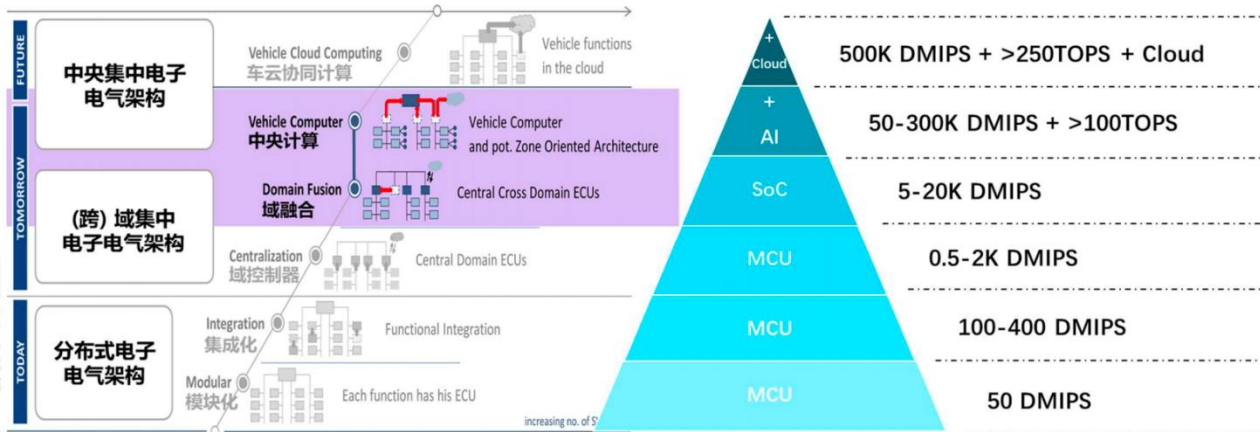 FUTURE
TOMORROW
TODAY
中央集中电子
电气架构
(跨) 域集中
电子电气架构
分布式电子
电气架构
Vehicle Cloud Computing
车云协同计算
Vehicle functions
in the cloud
Vehicle Computer
中央计算
Vehicle Computer
and pot. Zone Oriented Architecture
Domain Fusion
域融合
Central Cross Domain ECUs
Centralization
域控制器
Central Domain ECUs
Integration
集成化
Functional Integration
Modular
模块化
Each function has his ECU
increasing no. of
+
Cloud
500K DMIPS + >250TOPS + Cloud
+
AI
50-300K DMIPS + >100TOPS
SoC
5-20K DMIPS
MCU
0.5-2K DMIPS
MCU
100-400 DMIPS
MCU
50 DMIPS